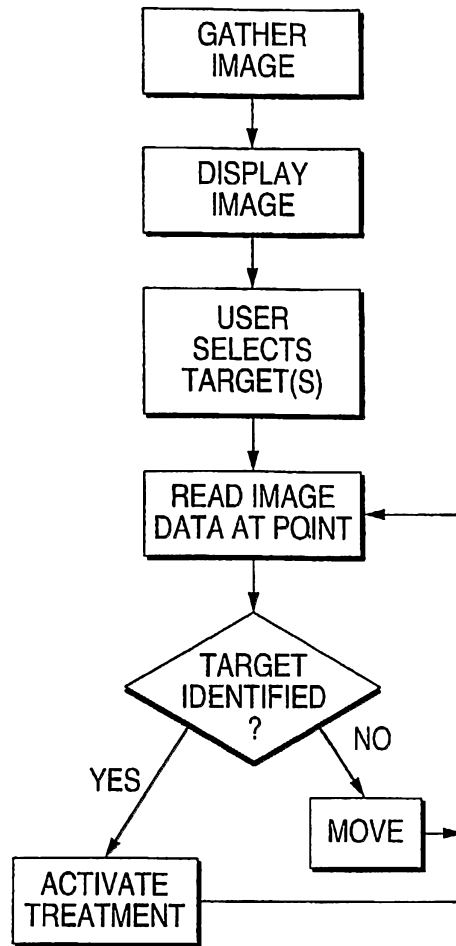 GATHER
IMAGE
DISPLAY
IMAGE
USER
SELECTS
TARGET(S)
READ IMAGE
DATA AT POINT
TARGET
IDENTIFIED
?
YES
NO
MOVE
ACTIVATE
TREATMENT